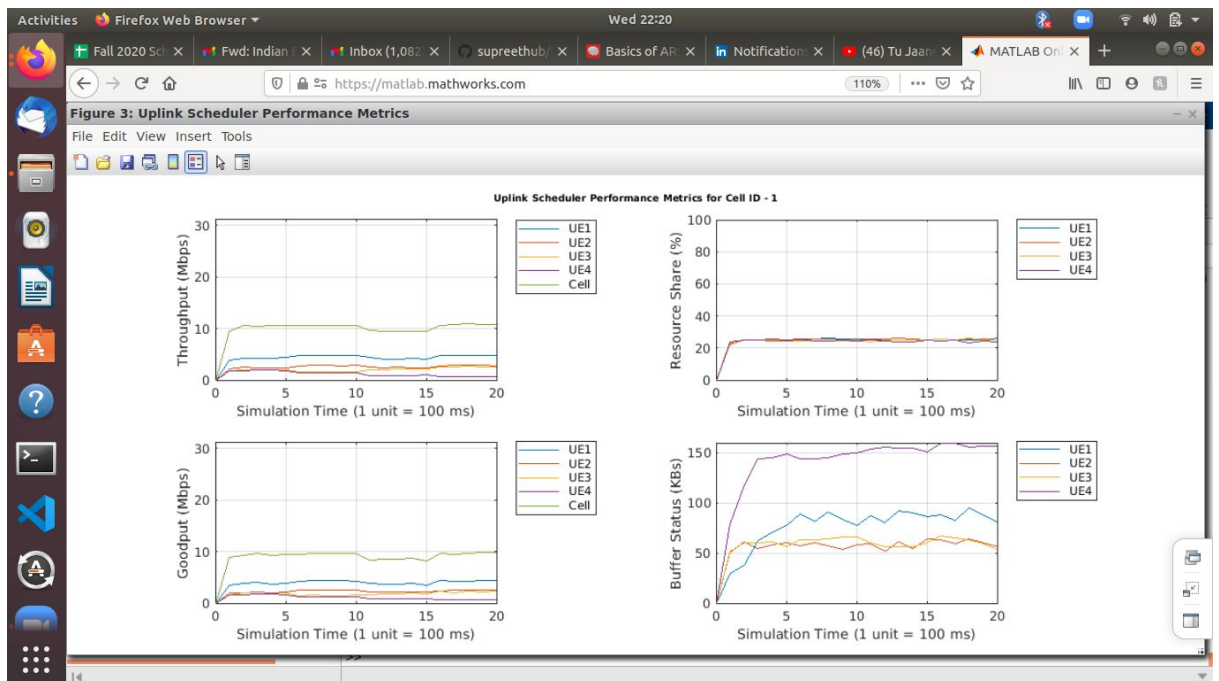 Activities Firefox Web Browser Wed 22:20
Fall 2020 Sch Fwd: Indian E Inbox (1,082 supreethub/ Basics of AR Notification (46) Tu Jaan MATLAB Onl
https://matlab.mathworks.com 110%
Figure 3: Uplink Scheduler Performance Metrics
File Edit View Insert Tools
Uplink Scheduler Performance Metrics for Cell ID - 1
Throughput (Mbps)
30
20
10
0
0 5 10 15 20
Simulation Time (1 unit = 100 ms)
UE1
UE2
UE3
UE4
Cell
Resource Share (%)
100
80
60
40
20
0
0 5 10 15 20
Simulation Time (1 unit = 100 ms)
UE1
UE2
UE3
UE4
Goodput (Mbps)
30
20
10
0
0 5 10 15 20
Simulation Time (1 unit = 100 ms)
UE1
UE2
UE3
UE4
Cell
Buffer Status (KBs)
150
100
50
0
0 5 10 15 20
Simulation Time (1 unit = 100 ms)
UE1
UE2
UE3
UE4
>>